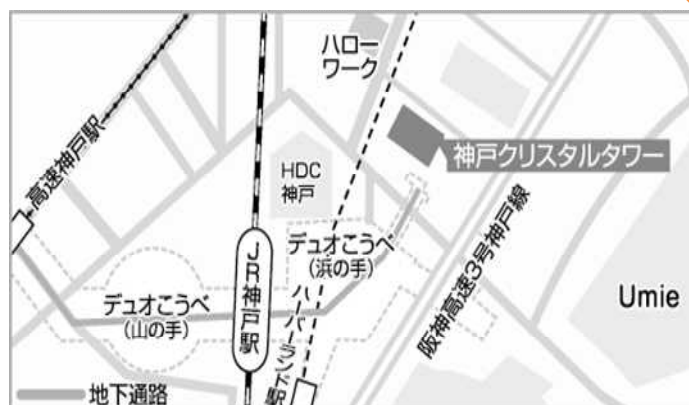 ハロー
ワーク
高速神戸駅
神戸クリスタルタワー
HDC
神戸
デュオこうべ
(浜の手)
JR神戸駅
阪神高速3号神戸線
Umie
デュオこうべ
(山の手)
ハーバーランド駅
地下通路